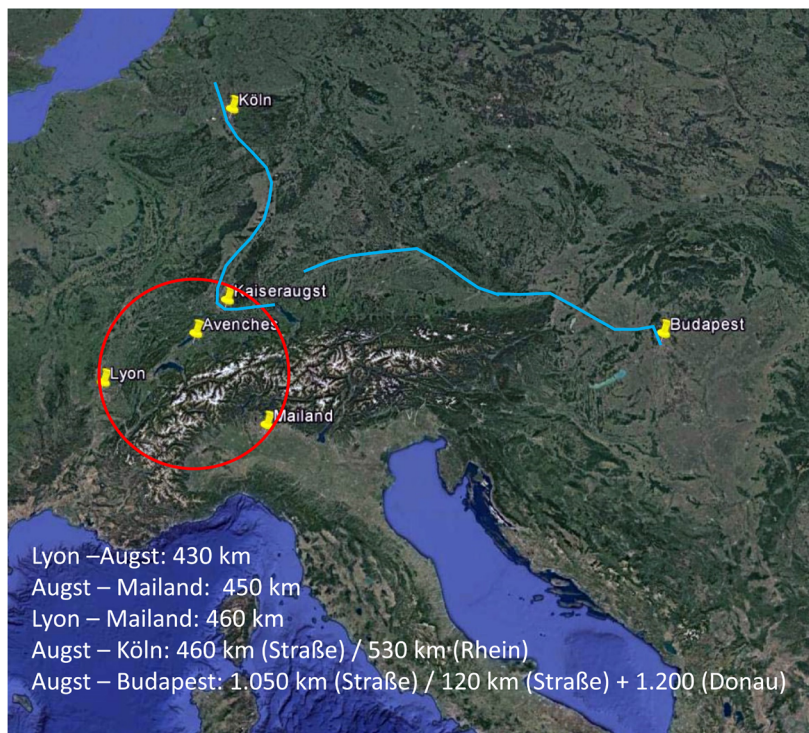 Köln
Kaiseraugst
Avenches
Budapest
Lyon
Mailand
Lyon –Augst: 430 km
Augst – Mailand:  450 km
Lyon – Mailand: 460 km
Augst – Köln: 460 km (Straße) / 530 km (Rhein)
Augst – Budapest: 1.050 km (Straße) / 120 km (Straße) + 1.200 (Donau)